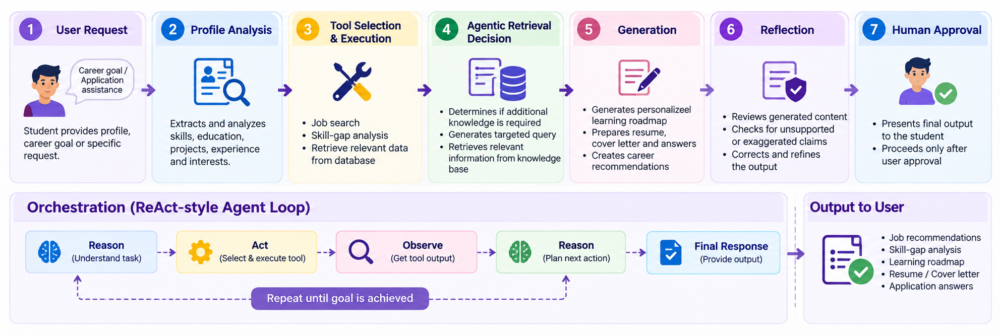 1 User Request
Career goal /
Application
assistance
Student provides profile,
career goal or specific
request.
2 Profile Analysis
Extracts and analyzes
skills, education,
projects, experience
and interests.
3 Tool Selection
& Execution
• Job search
• Skill-gap analysis
• Retrieve relevant data
from database
4 Agentic Retrieval
Decision
• Determines if additional
knowledge is required
• Generates targeted query
• Retrieves relevant
information from knowledge
base
5 Generation
• Generates personalizeel
learning roadmap
• Prepares resume,
cover letter and answers
• Creates career
recommendations
6 Reflection
• Reviews generated content
• Checks for unsupported
or exaggerated claims
• Corrects and refines
the output
7 Human Approval
• Presents final output
to the student
• Proceeds only after
user approval
Orchestration (ReAct-style Agent Loop)
Reason
(Understand task)
Act
(Select & execute tool)
Observe
(Get tool output)
Reason
(Plan next action)
Final Response
(Provide output)
Repeat until goal is achieved
Output to User
• Job recommendations
• Skill-gap analysis
• Learning roadmap
• Resume / Cover letter
• Application answers